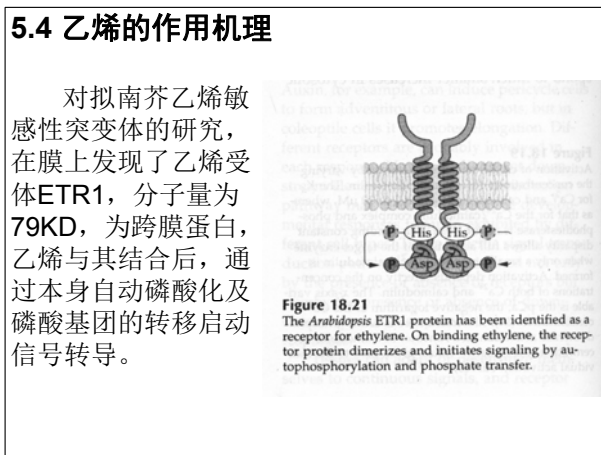 5.4 乙烯的作用机理
对拟南芥乙烯敏
感性突变体的研究，
在膜上发现了乙烯受
体ETR1，分子量为
79KD，为跨膜蛋白，
乙烯与其结合后，通
过本身自动磷酸化及
磷酸基团的转移启动
信号转导。
P His His P
P Asp Asp P
Figure 18.21
The Arabidopsis ETR1 protein has been identified as a
receptor for ethylene. On binding ethylene, the recep-
tor protein dimerizes and initiates signaling by au-
tophosphorylation and phosphate transfer.